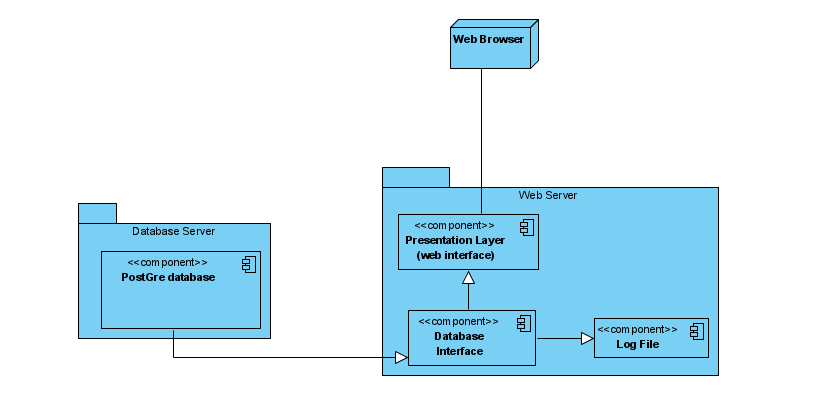 Web Browser
Web Server
<<component>>
Presentation Layer
(web interface)
Database Server
<<component>>
PostGre database
<<component>>
Database
Interface
<<component>>
Log File